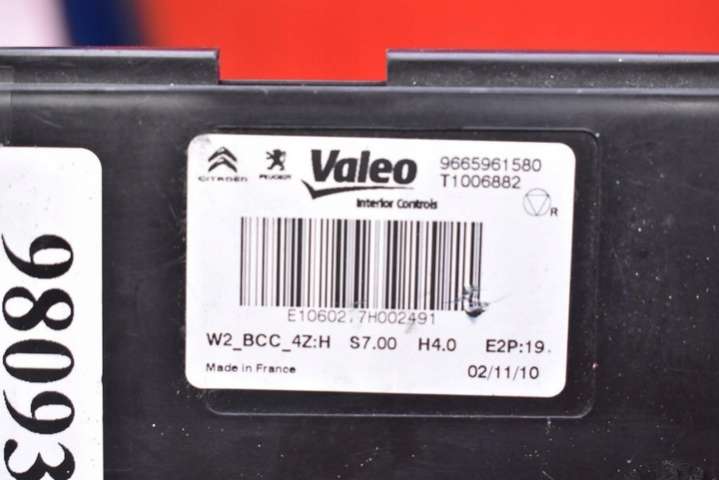 CITROËN PEUGEOT Valeo 9665961580
T1006882
Interior Controls
R
E10602.7H002491
W2_BCC_4Z:H S7.00 H4.0 E2P:19.
Made in France 02/11/10
98093